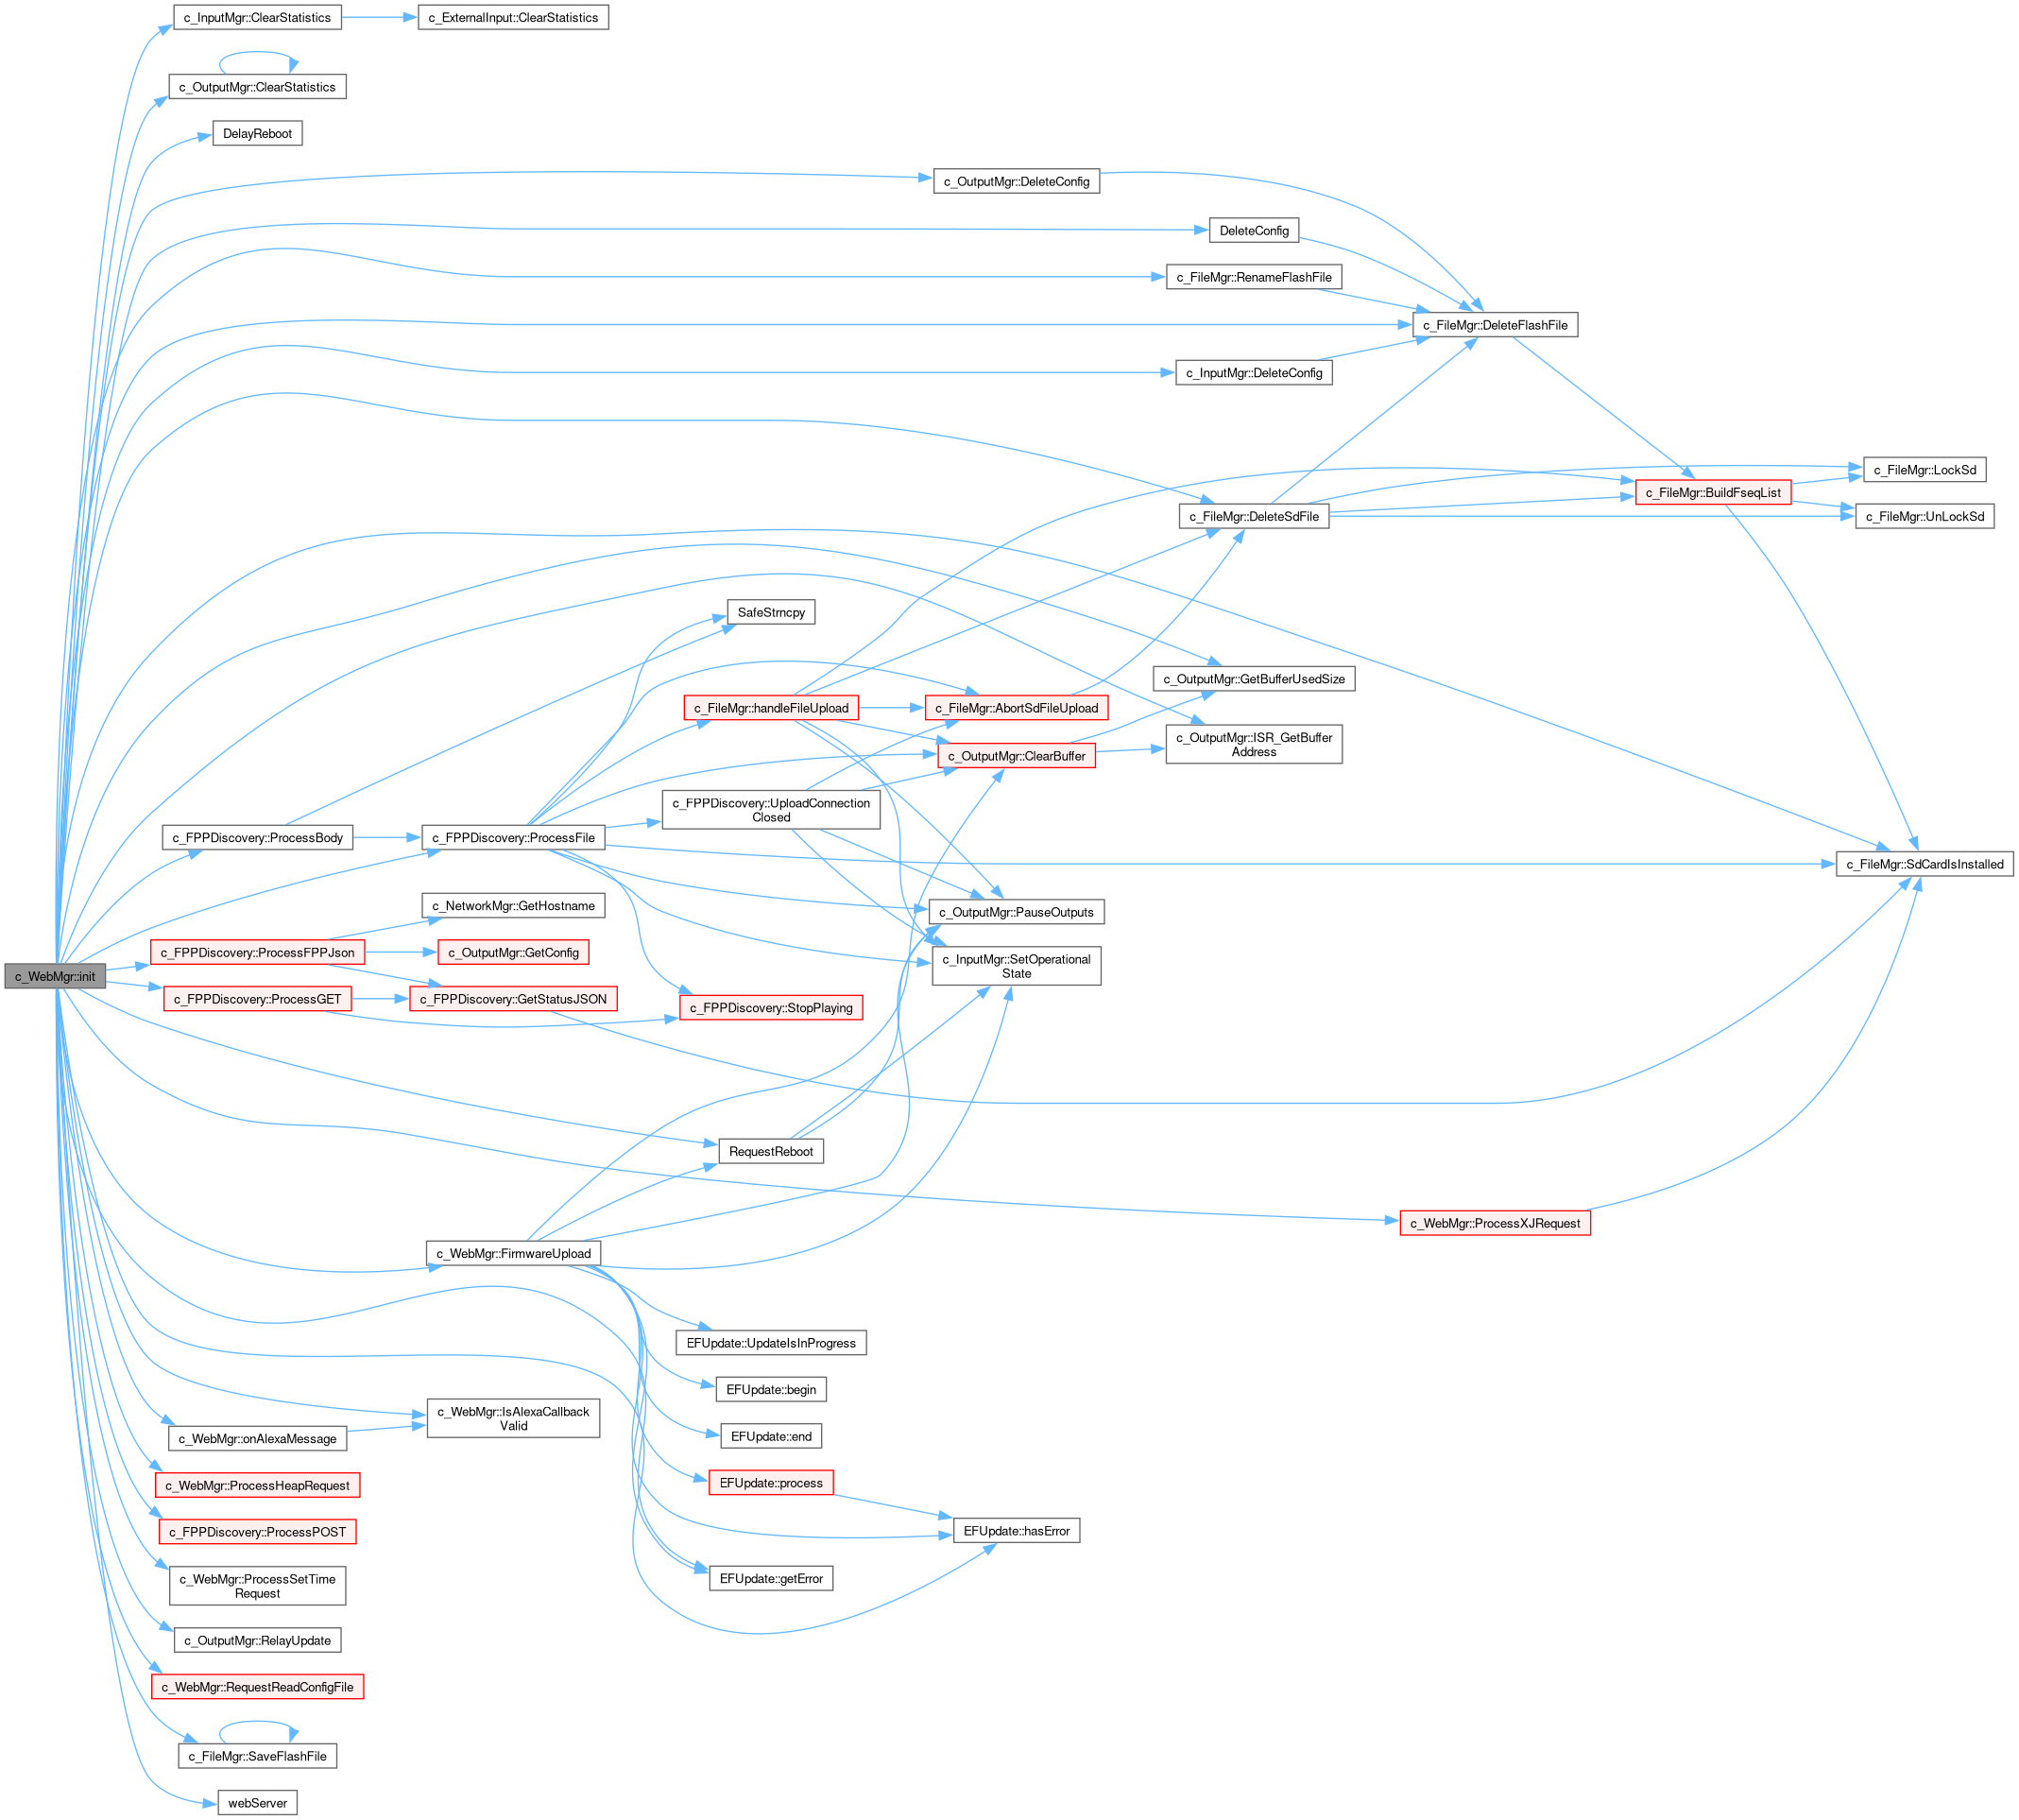 c_InputMgr::ClearStatistics
c_ExternalInput::ClearStatistics
c_OutputMgr::ClearStatistics
DelayReboot
c_OutputMgr::DeleteConfig
DeleteConfig
c_FileMgr::RenameFlashFile
c_FileMgr::DeleteFlashFile
c_InputMgr::DeleteConfig
c_FileMgr::LockSd
c_FileMgr::BuildFseqList
c_FileMgr::DeleteSdFile
c_FileMgr::UnLockSd
SafeStrncpy
c_OutputMgr::GetBufferUsedSize
c_FileMgr::handleFileUpload
c_FileMgr::AbortSdFileUpload
c_OutputMgr::ISR_GetBuffer
Address
c_OutputMgr::ClearBuffer
c_FPPDiscovery::UploadConnection
Closed
c_FPPDiscovery::ProcessBody
c_FPPDiscovery::ProcessFile
c_FileMgr::SdCardIsInstalled
c_NetworkMgr::GetHostname
c_OutputMgr::PauseOutputs
c_FPPDiscovery::ProcessFPPJson
c_OutputMgr::GetConfig
c_InputMgr::SetOperational
State
c_WebMgr::init
c_FPPDiscovery::ProcessGET
c_FPPDiscovery::GetStatusJSON
c_FPPDiscovery::StopPlaying
RequestReboot
c_WebMgr::ProcessXJRequest
c_WebMgr::FirmwareUpload
EFUpdate::UpdateIsInProgress
EFUpdate::begin
c_WebMgr::IsAlexaCallback
Valid
c_WebMgr::onAlexaMessage
EFUpdate::end
c_WebMgr::ProcessHeapRequest
EFUpdate::process
c_FPPDiscovery::ProcessPOST
EFUpdate::hasError
c_WebMgr::ProcessSetTime
Request
EFUpdate::getError
c_OutputMgr::RelayUpdate
c_WebMgr::RequestReadConfigFile
c_FileMgr::SaveFlashFile
webServer